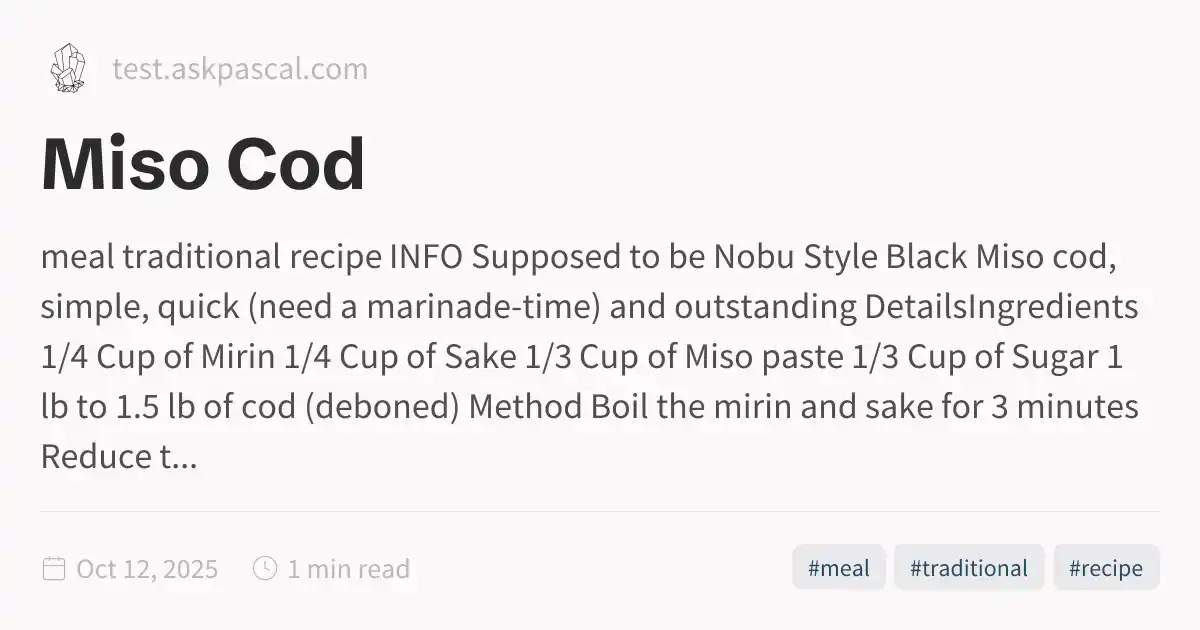 test.askpascal.com
Miso Cod
meal traditional recipe INFO Supposed to be Nobu Style Black Miso cod,
simple, quick (need a marinade-time) and outstanding DetailsIngredients
1/4 Cup of Mirin 1/4 Cup of Sake 1/3 Cup of Miso paste 1/3 Cup of Sugar 1
lb to 1.5 lb of cod (deboned) Method Boil the mirin and sake for 3 minutes
Reduce t...
Oct 12, 2025 1 min read #meal #traditional #recipe